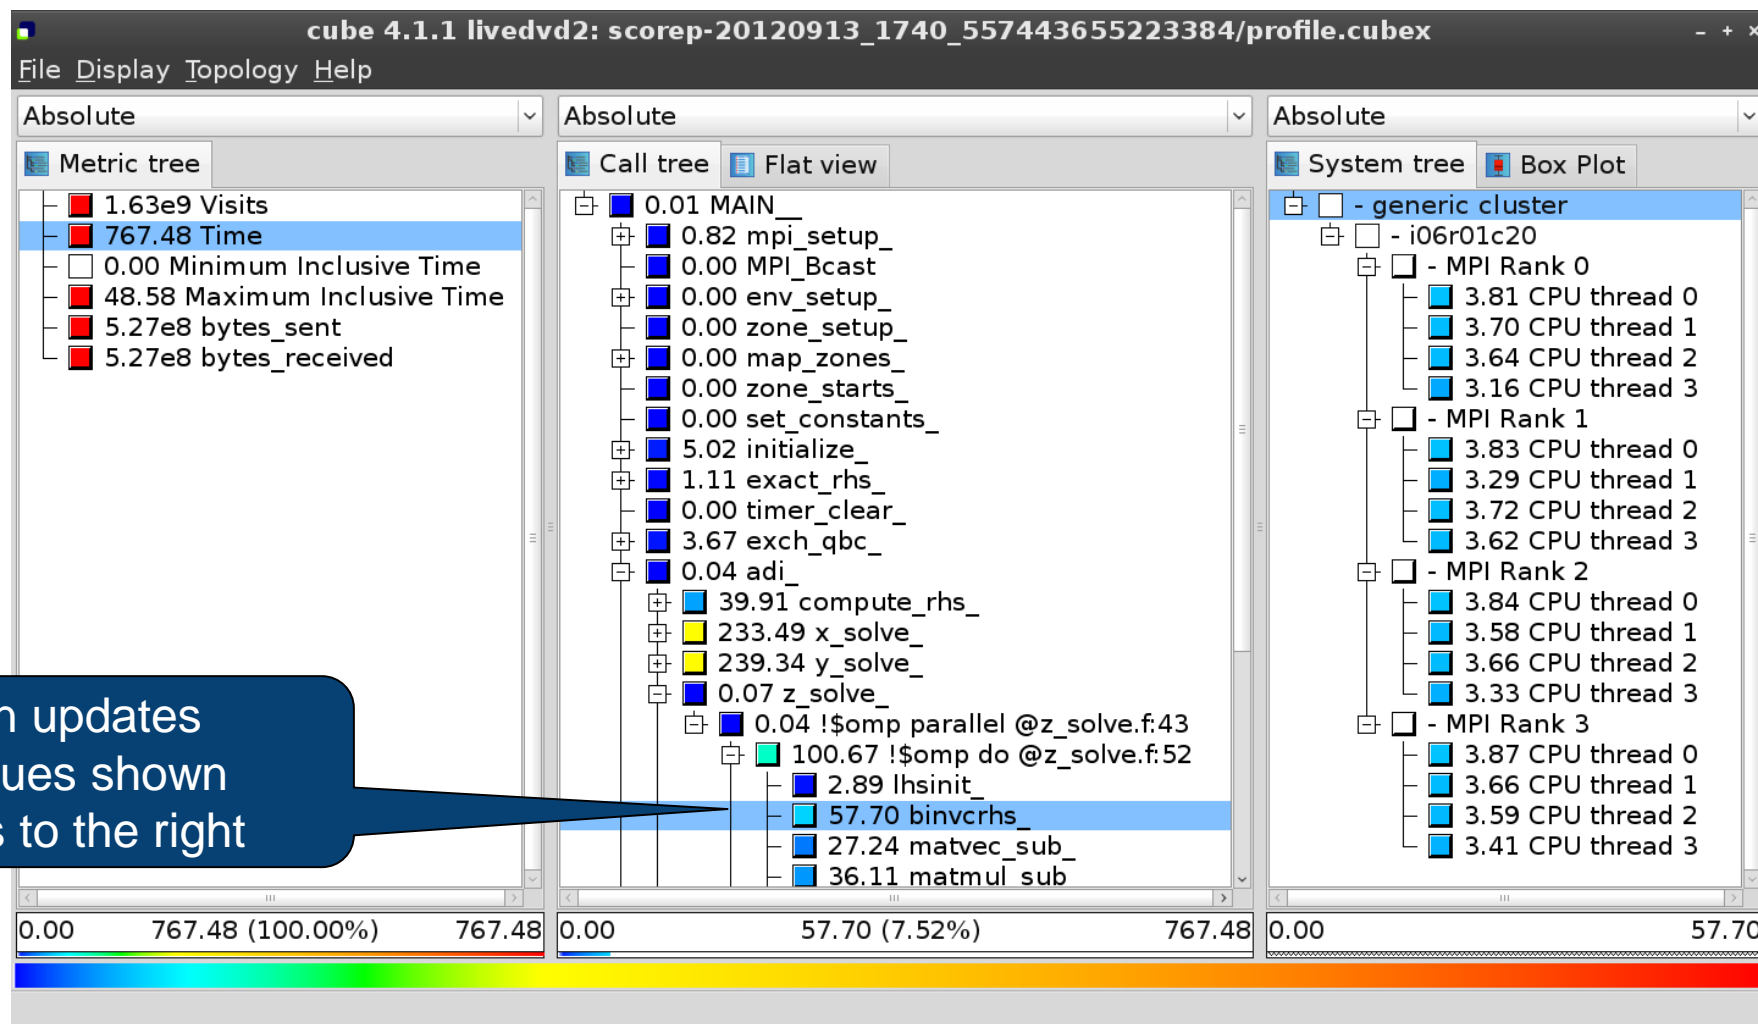 cube 4.1.1 livedvd2: scorep-20120913_1740_557443655223384/profile.cubex
File Display Topology Help
Absolute
Absolute
Absolute
Metric tree
Call tree
Flat view
System tree
Box Plot
1.63e9 Visits
767.48 Time
0.00 Minimum Inclusive Time
48.58 Maximum Inclusive Time
5.27e8 bytes_sent
5.27e8 bytes_received
0.01 MAIN__
0.82 mpi_setup_
0.00 MPI_Bcast
0.00 env_setup_
0.00 zone_setup_
0.00 map_zones_
0.00 zone_starts_
0.00 set_constants_
5.02 initialize_
1.11 exact_rhs_
0.00 timer_clear_
3.67 exch_qbc_
0.04 adi_
39.91 compute_rhs_
233.49 x_solve_
239.34 y_solve_
0.07 z_solve_
0.04 !$omp parallel @z_solve.f:43
100.67 !$omp do @z_solve.f:52
2.89 lhsinit_
57.70 binvcrhs_
27.24 matvec_sub_
36.11 matmul_sub
- generic cluster
- i06r01c20
- MPI Rank 0
3.81 CPU thread 0
3.70 CPU thread 1
3.64 CPU thread 2
3.16 CPU thread 3
- MPI Rank 1
3.83 CPU thread 0
3.29 CPU thread 1
3.72 CPU thread 2
3.62 CPU thread 3
- MPI Rank 2
3.84 CPU thread 0
3.58 CPU thread 1
3.66 CPU thread 2
3.33 CPU thread 3
- MPI Rank 3
3.87 CPU thread 0
3.66 CPU thread 1
3.59 CPU thread 2
3.41 CPU thread 3
updates
shown
to the right
0.00 767.48 (100.00%) 767.48
0.00 57.70 (7.52%) 767.48
0.00 57.70